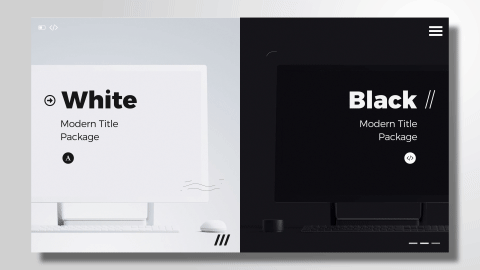 White
Modern Title
Package
A
Black //
Modern Title
Package
</>